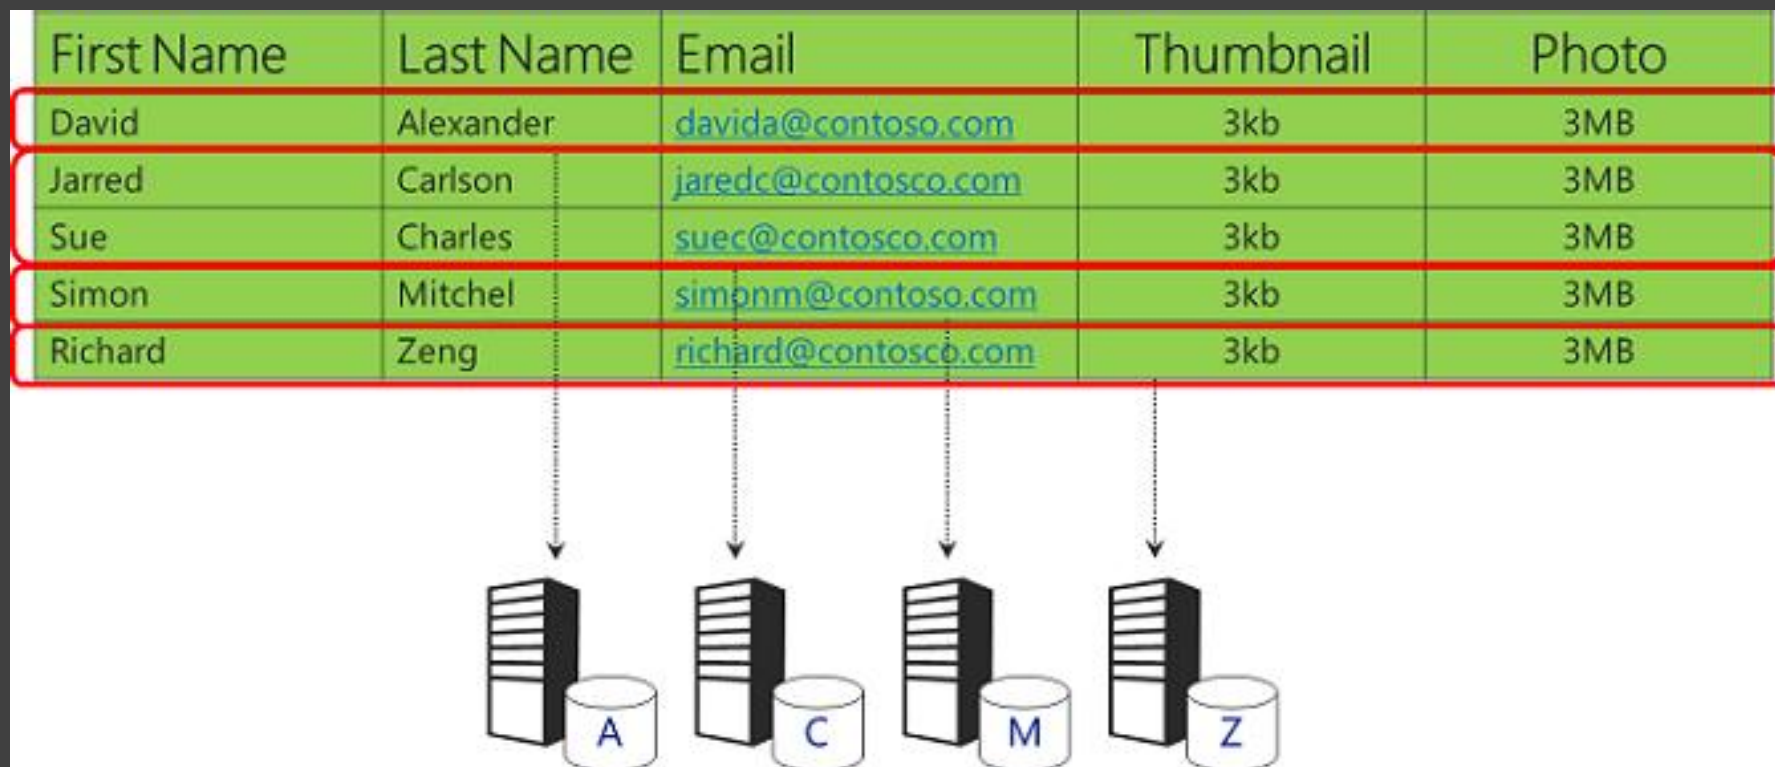 First Name Last Name Email Thumbnail Photo
David Alexander davida@contoso.com 3kb 3MB
Jarred Carlson jaredc@contosco.com 3kb 3MB
Sue Charles suec@contosco.com 3kb 3MB
Simon Mitchel simonm@contoso.com 3kb 3MB
Richard Zeng richard@contosco.com 3kb 3MB
A C M Z